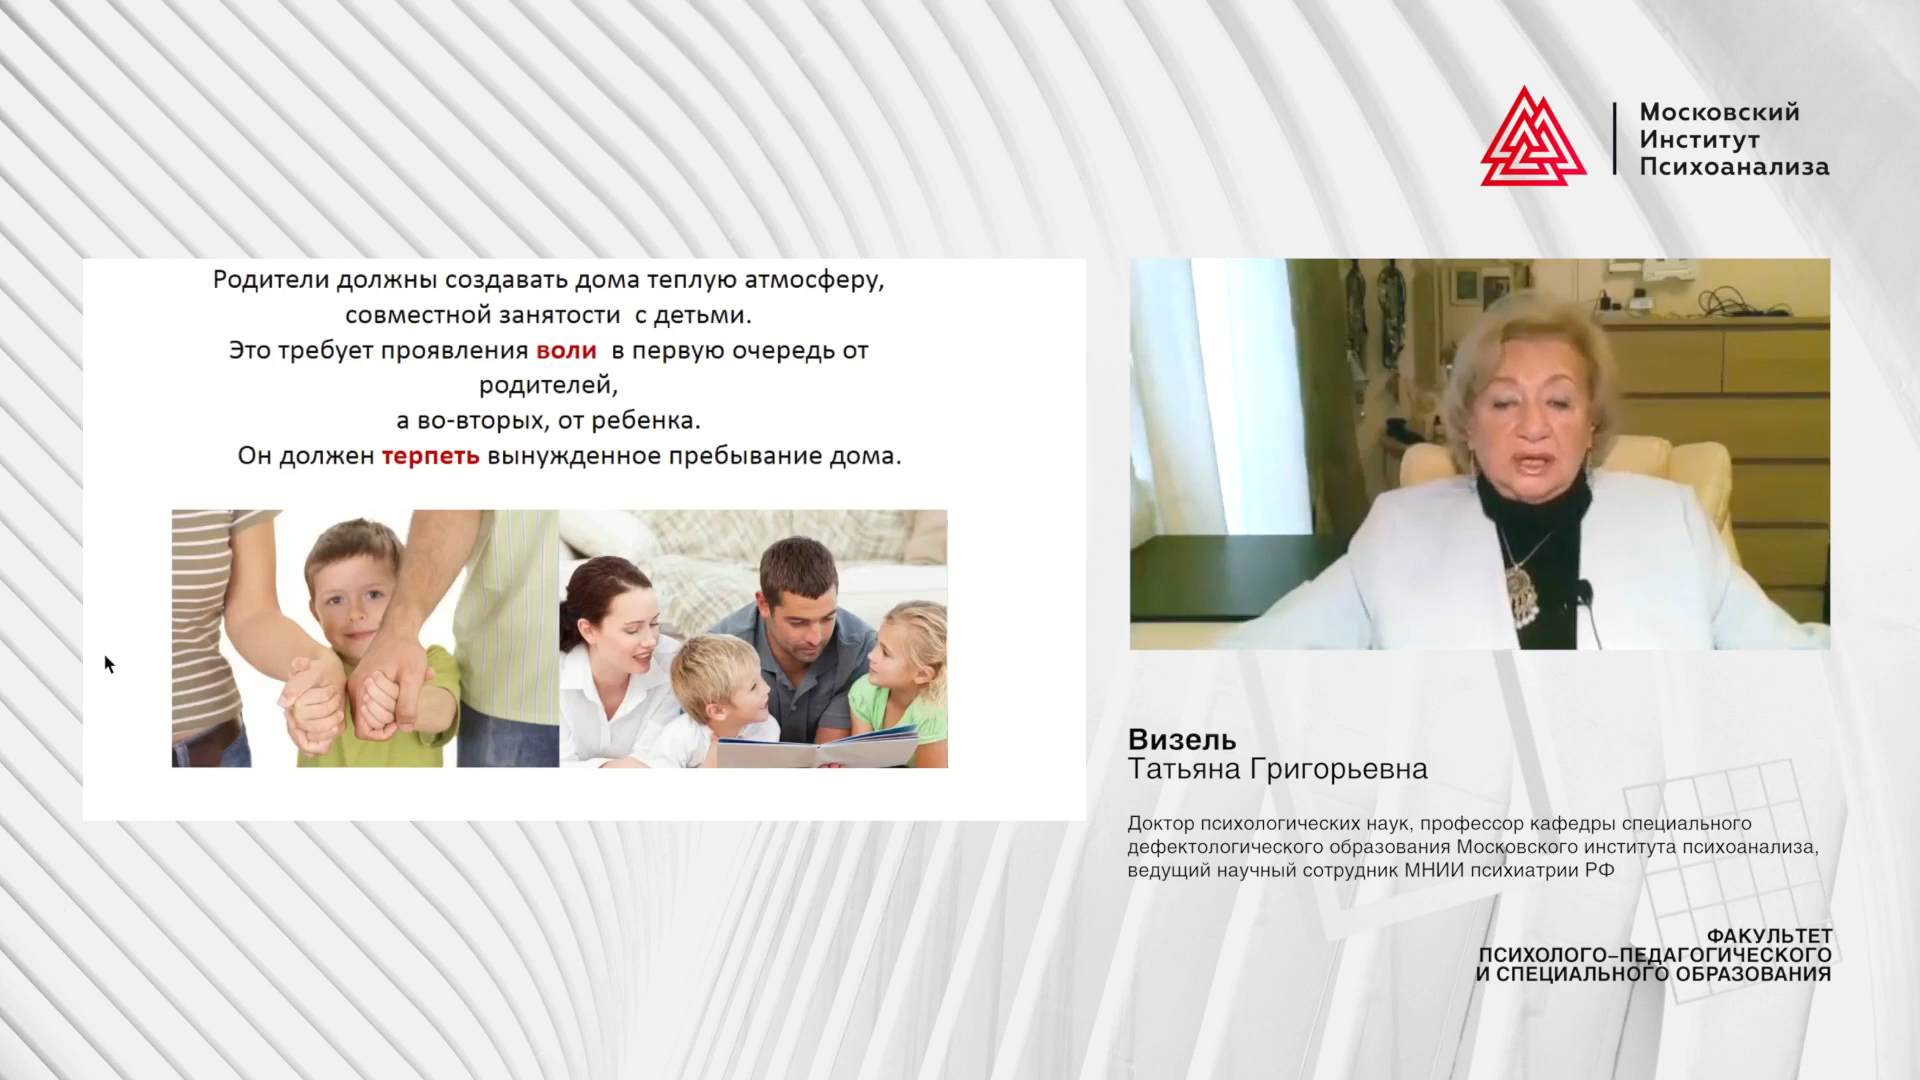 Московский
Институт
Психоанализа
Родители должны создавать дома теплую атмосферу,
совместной занятости с детьми.
Это требует проявления воли в первую очередь от
родителей,
а во-вторых, от ребенка.
Он должен терпеть вынужденное пребывание дома.
Визель
Татьяна Григорьевна
Доктор психологических наук, профессор кафедры специального
дефектологического образования Московского института психоанализа,
ведущий научный сотрудник МНИИ психиатрии РФ
ФАКУЛЬТЕТ
ПСИХОЛОГО–ПЕДАГОГИЧЕСКОГО
И СПЕЦИАЛЬНОГО ОБРАЗОВАНИЯ